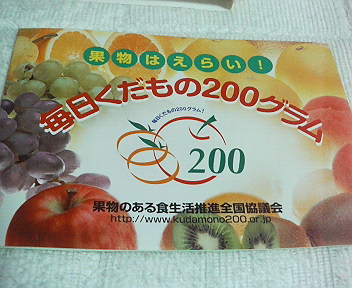 果物はえらい！
毎日くだもの200グラム
毎日くだもの200グラム！
200
果物のある食生活推進全国協議会
http://www.kudamono200.or.jp